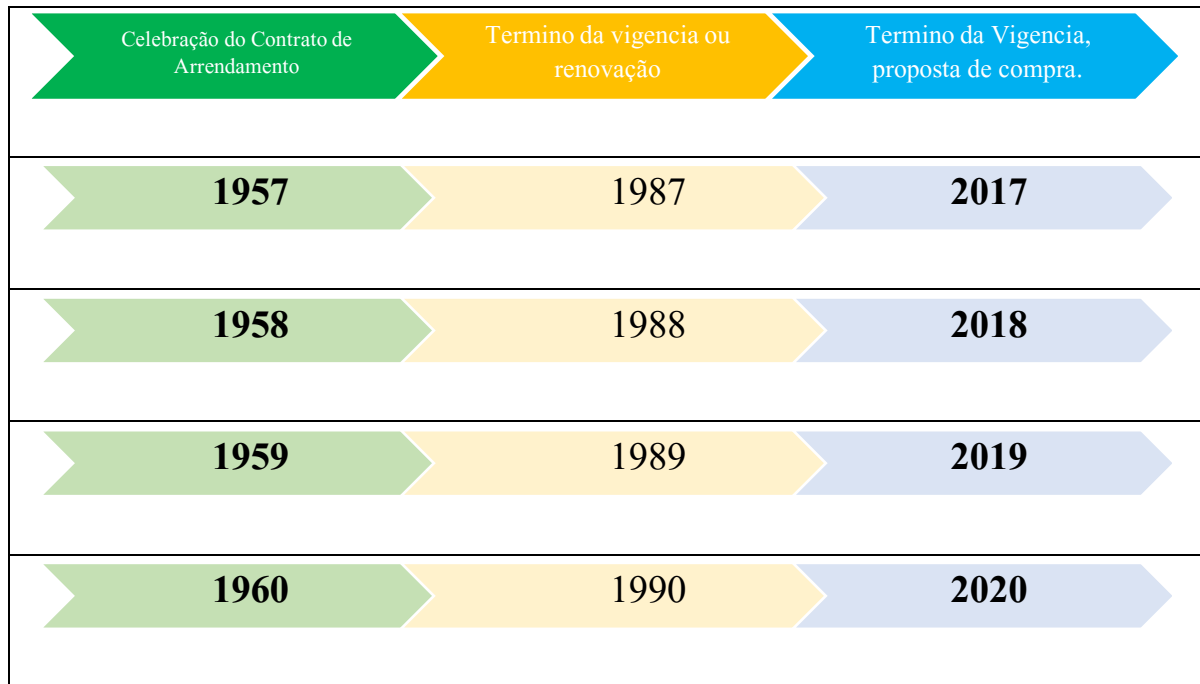 Celebração do Contrato de
Arrendamento
Termino da vigencia ou
renovação
Termino da Vigencia,
proposta de compra.
1957
1987
2017
1958
1988
2018
1959
1989
2019
1960
1990
2020